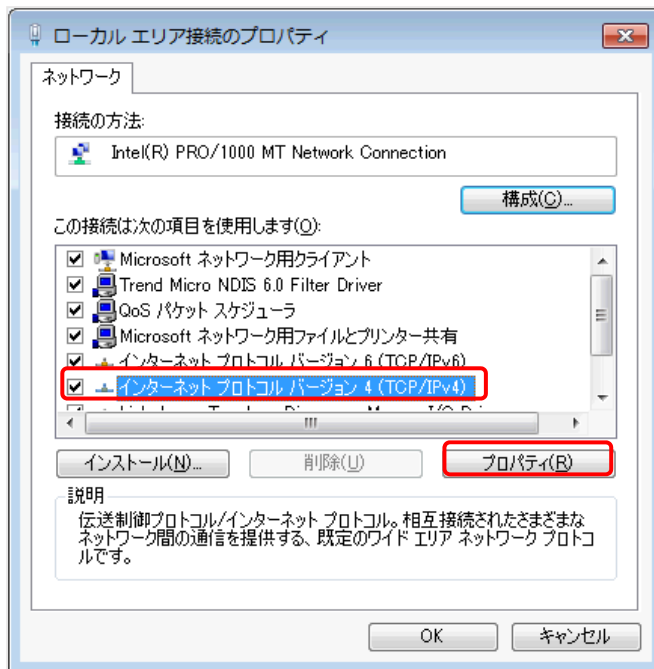 ローカル エリア接続のプロパティ
ネットワーク
接続の方法:
Intel(R) PRO/1000 MT Network Connection
構成(C)...
この接続は次の項目を使用します(O):
Microsoft ネットワーク用クライアント
Trend Micro NDIS 6.0 Filter Driver
QoS パケット スケジューラ
Microsoft ネットワーク用ファイルとプリンター共有
インターネット プロトコル バージョン 6 (TCP/IPv6)
インターネット プロトコル バージョン 4 (TCP/IPv4)
インストール(N)...
削除(U)
プロパティ(R)
説明
伝送制御プロトコル/インターネット プロトコル。相互接続されたさまざまな
ネットワーク間の通信を提供する、既定のワイド エリア ネットワーク プロトコ
ルです。
OK
キャンセル